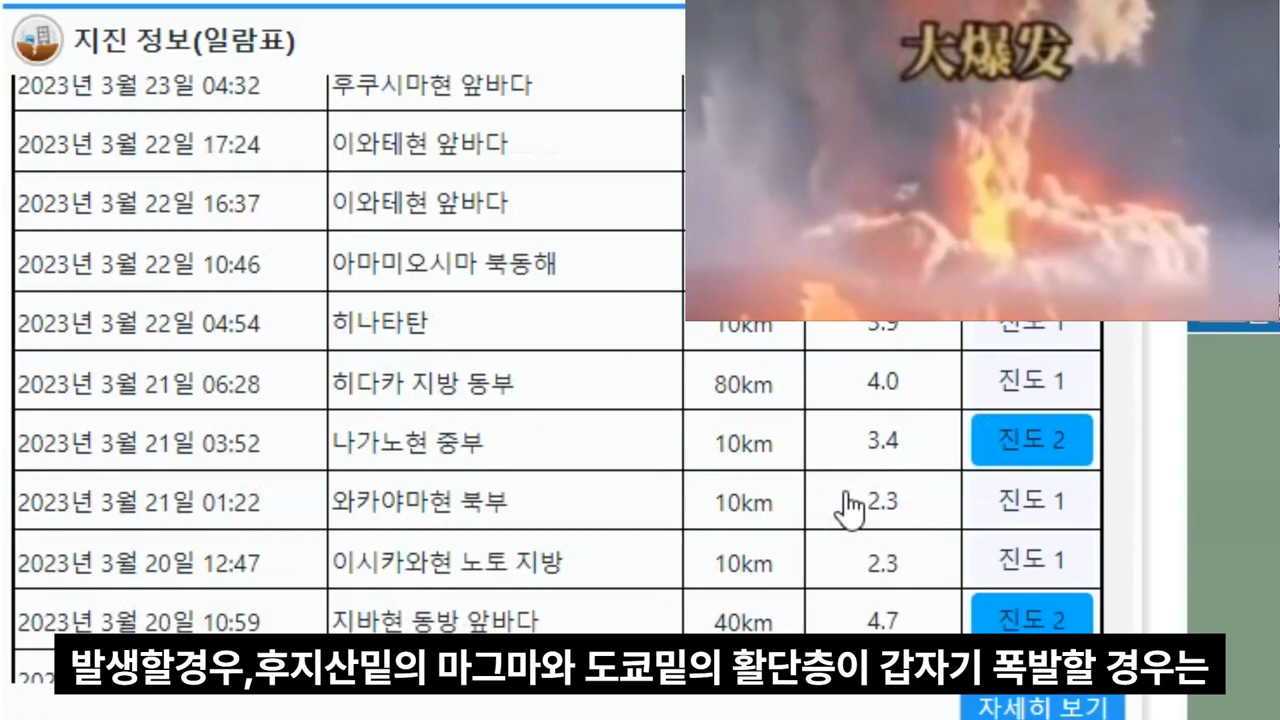 지진 정보(일람표)
大爆发
2023년 3월 23일 04:32 후쿠시마현 앞바다
2023년 3월 22일 17:24 이와테현 앞바다
2023년 3월 22일 16:37 이와테현 앞바다
2023년 3월 22일 10:46 아마미오시마 북동해
2023년 3월 22일 04:54 히나타탄 10km 3.9 진도 1
2023년 3월 21일 06:28 히다카 지방 동부 80km 4.0 진도 1
2023년 3월 21일 03:52 나가노현 중부 10km 3.4 진도 2
2023년 3월 21일 01:22 와카야마현 북부 10km 2.3 진도 1
2023년 3월 20일 12:47 이시카와현 노토 지방 10km 2.3 진도 1
2023년 3월 20일 10:59 지바현 동방 앞바다 40km 4.7 진도 2
발생할경우,후지산밑의 마그마와 도쿄밑의 활단층이 갑자기 폭발할 경우는
자세히 보기